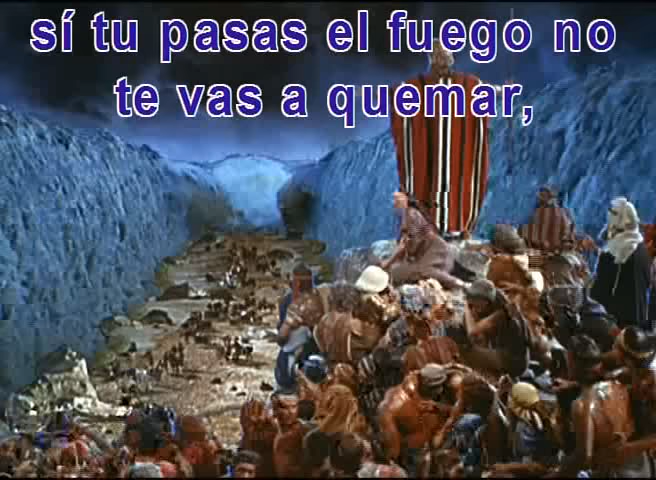 sí tu pasas el fuego no
te vas a quemar,